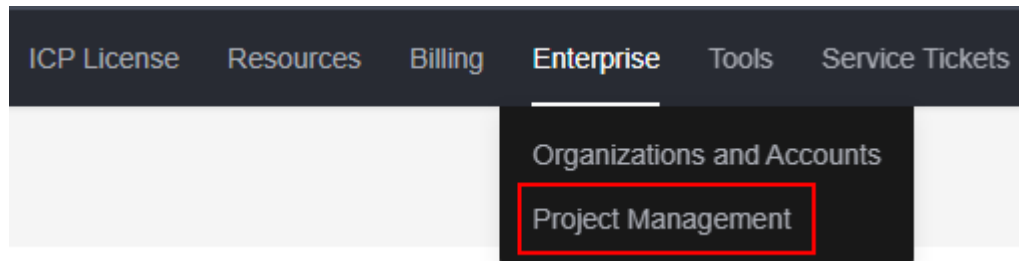 ICP License Resources Billing Enterprise Tools Service Tickets
Organizations and Accounts
Project Management